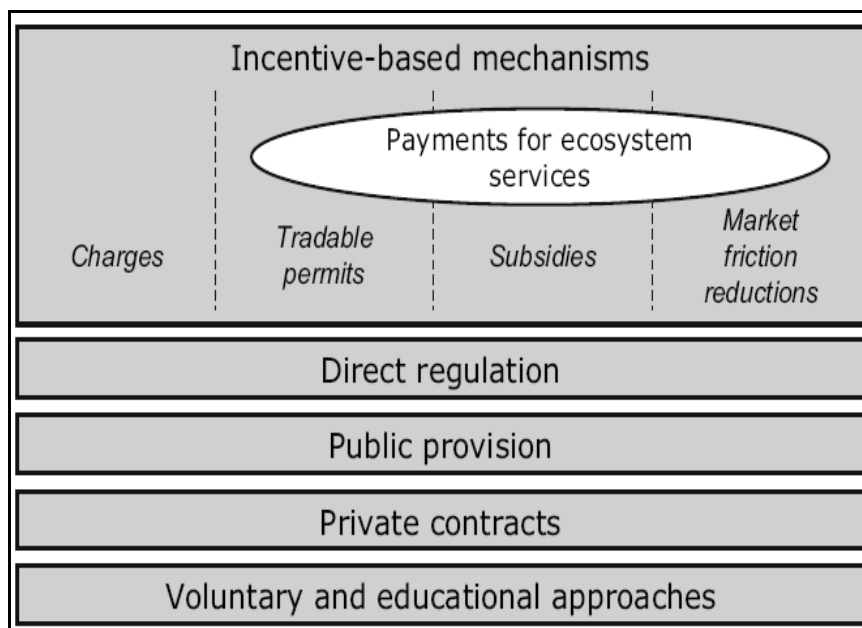 Incentive-based mechanisms
Payments for ecosystem
services
Charges
Tradable
permits
Subsidies
Market
friction
reductions
Direct regulation
Public provision
Private contracts
Voluntary and educational approaches